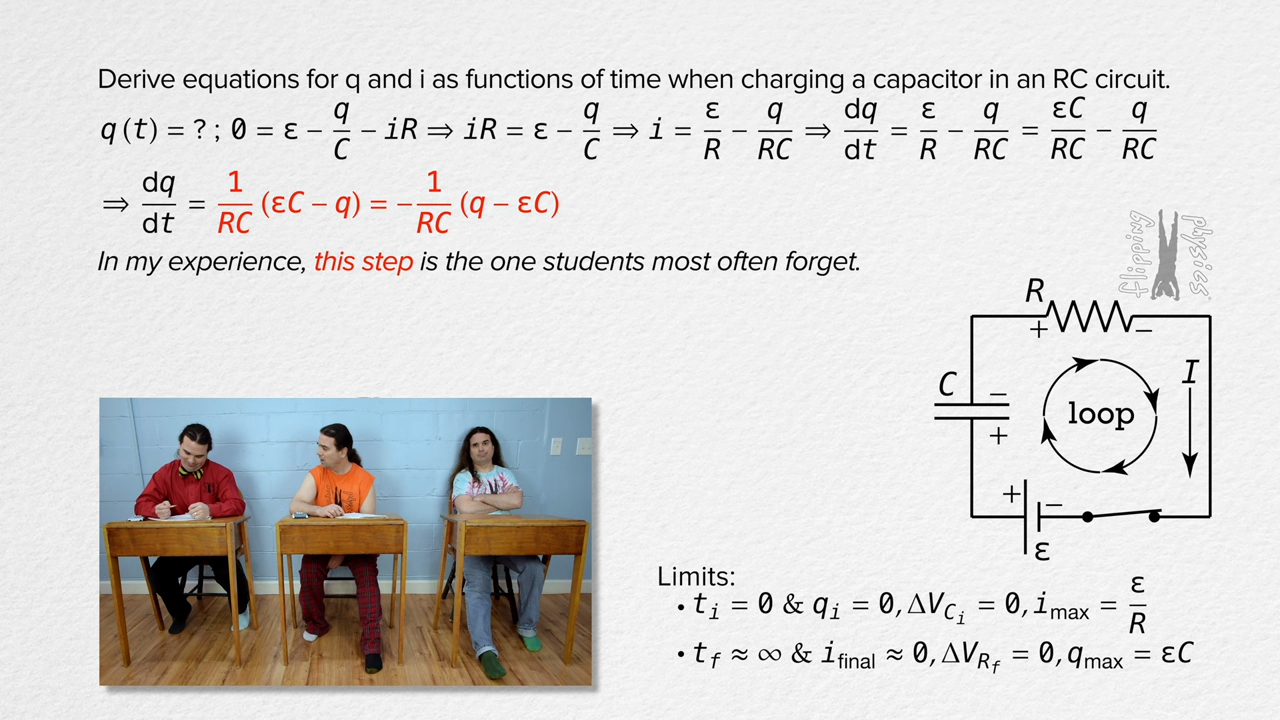 Derive equations for q and i as functions of time when charging a capacitor in an RC circuit.
q(t) = ? ; 0 = ε − q/C − iR ⇒ iR = ε − q/C ⇒ i = ε/R − q/RC ⇒ dq/dt = ε/R − q/RC = εC/RC − q/RC
⇒ dq/dt = 1/RC (εC − q) = − 1/RC (q − εC)
In my experience, this step is the one students most often forget.
flipping physics
R
+ −
C
−
+
loop
I
+ −
ε
Limits:
• tᵢ = 0 & qᵢ = 0, ΔV_Cᵢ = 0, i_max = ε/R
• t_f ≈ ∞ & i_final ≈ 0, ΔV_R_f = 0, q_max = εC